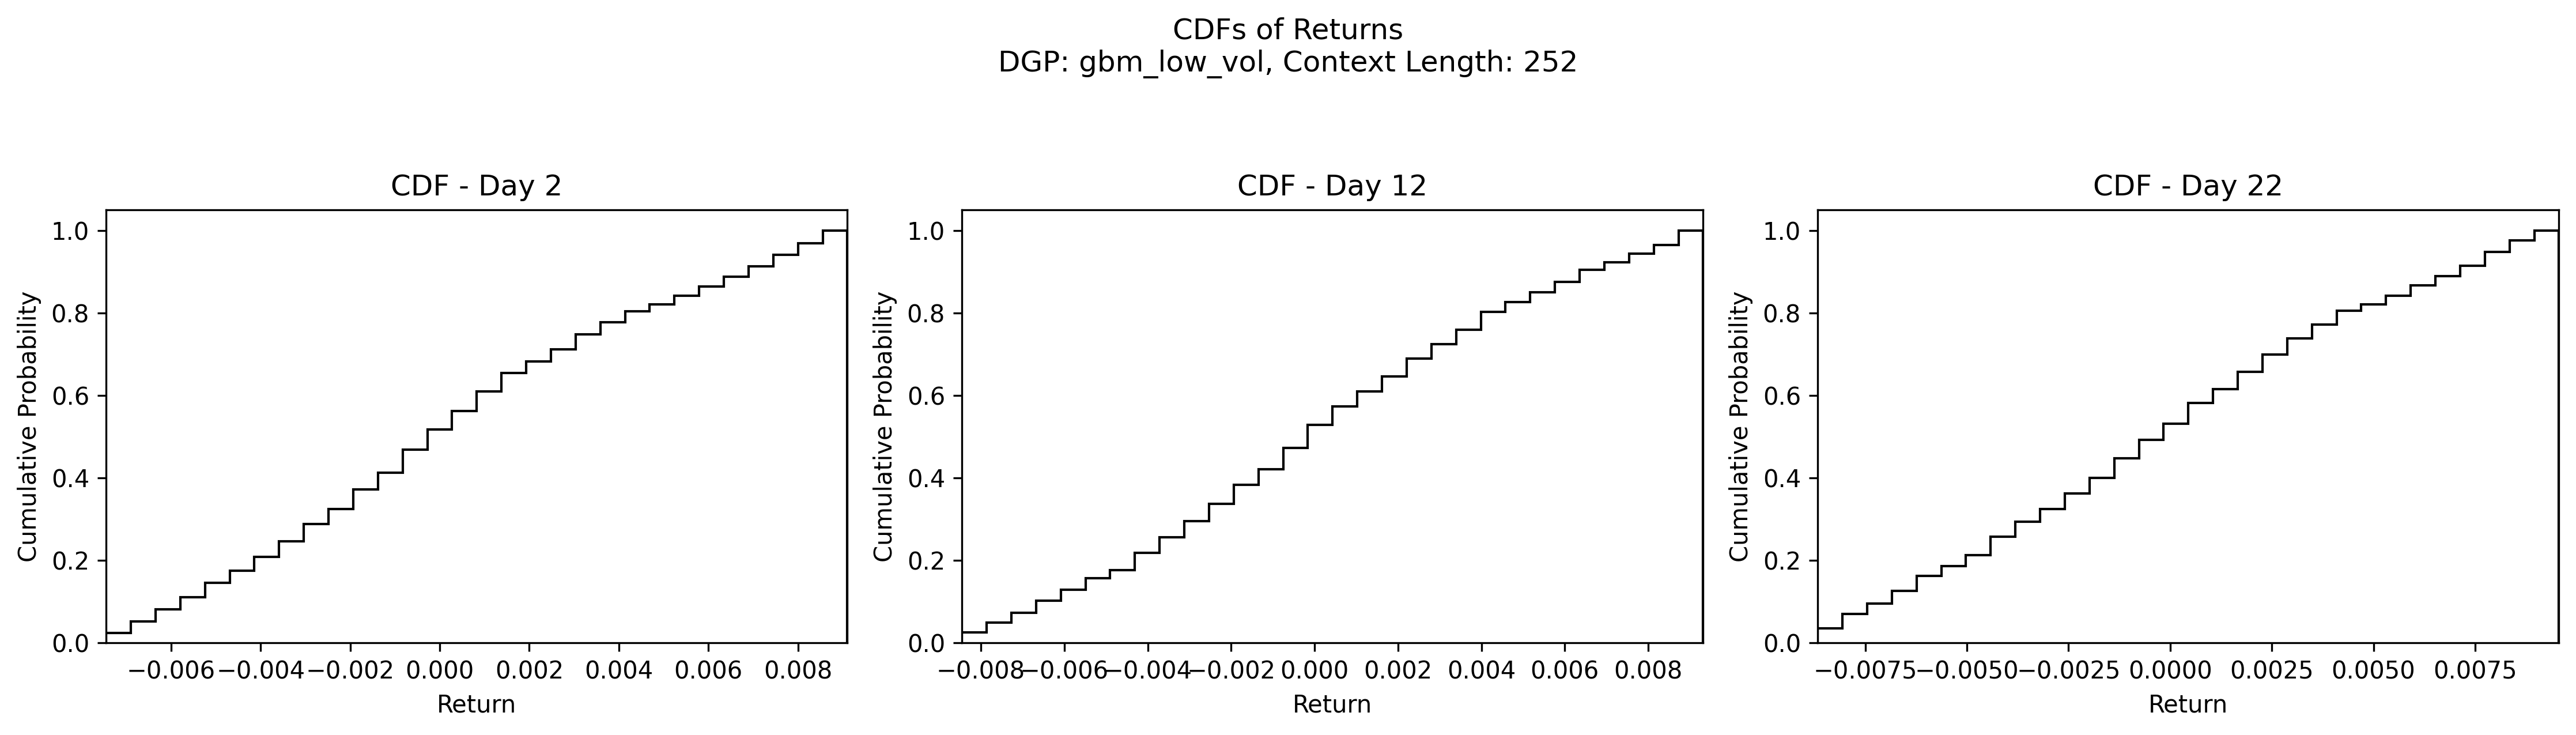 CDFs of Returns
DGP: gbm_low_vol, Context Length: 252
CDF - Day 2
1.0
0.8
0.6
0.4
0.2
0.0
Cumulative Probability
−0.006 −0.004 −0.002 0.000 0.002 0.004 0.006 0.008
Return
CDF - Day 12
1.0
0.8
0.6
0.4
0.2
0.0
Cumulative Probability
−0.008 −0.006 −0.004 −0.002 0.000 0.002 0.004 0.006 0.008
Return
CDF - Day 22
1.0
0.8
0.6
0.4
0.2
0.0
Cumulative Probability
−0.0075 −0.0050 −0.0025 0.0000 0.0025 0.0050 0.0075
Return